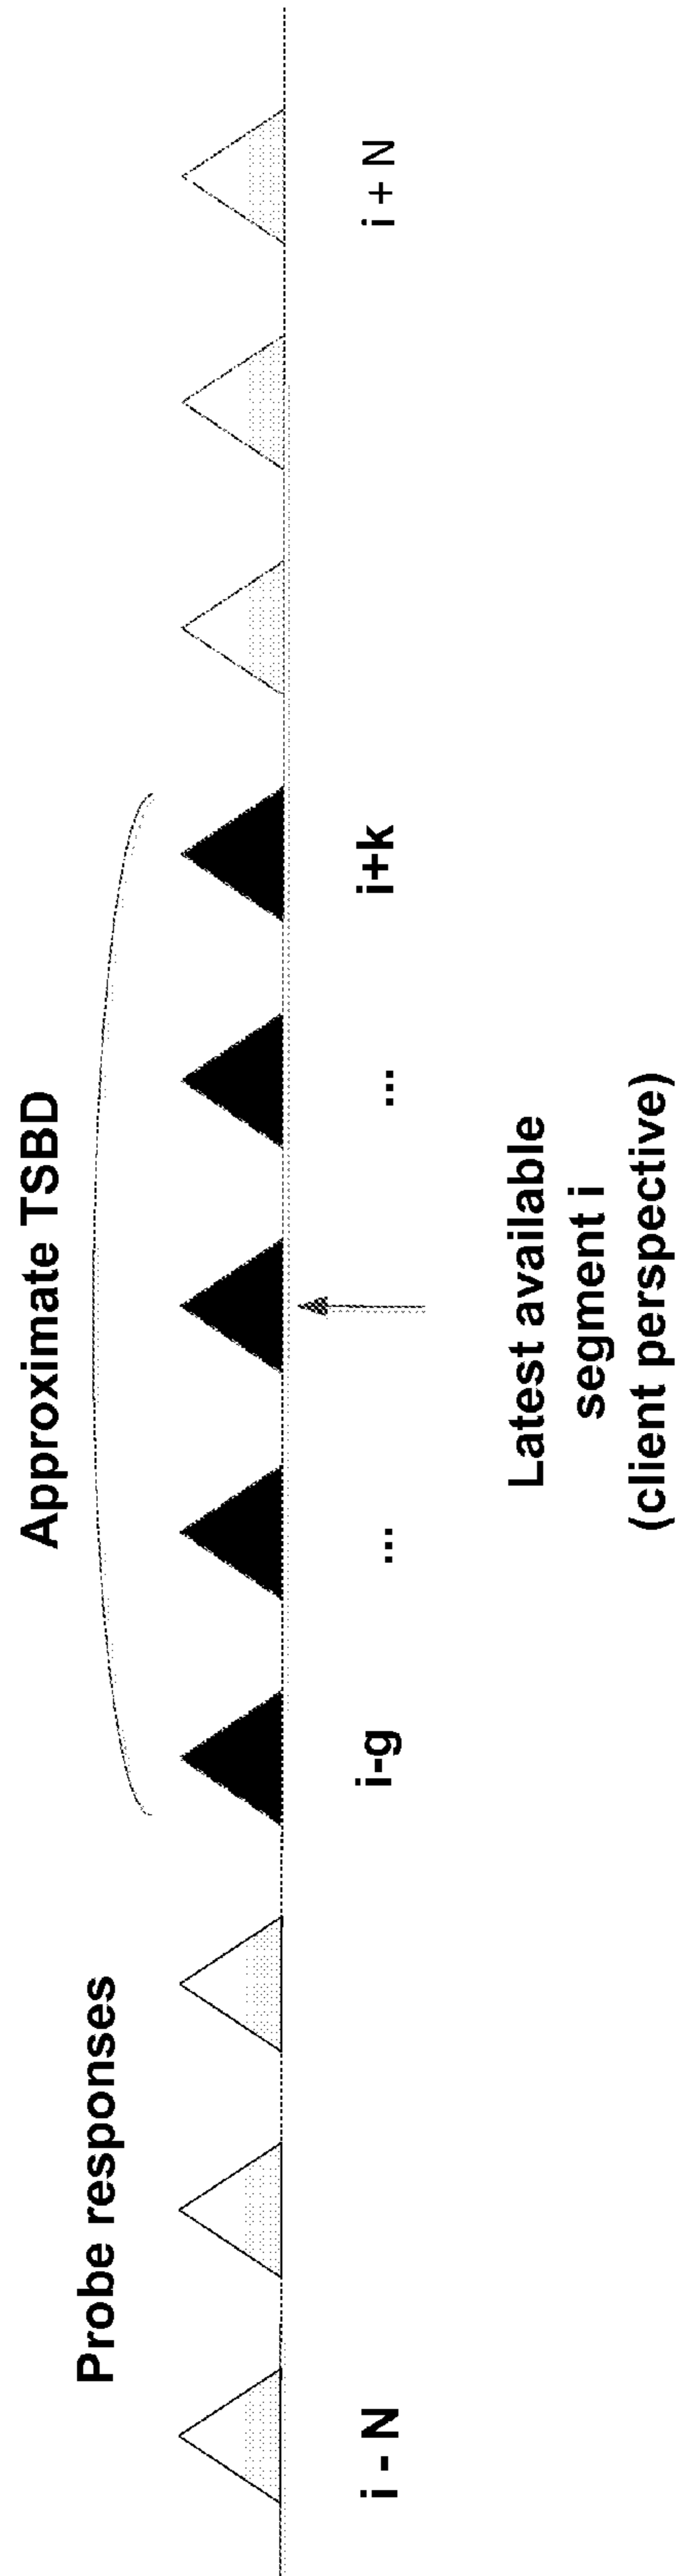 Approximate TSBD
Probe responses
i - N
i-g
...
...
i+k
i + N
Latest available
segment i
(client perspective)